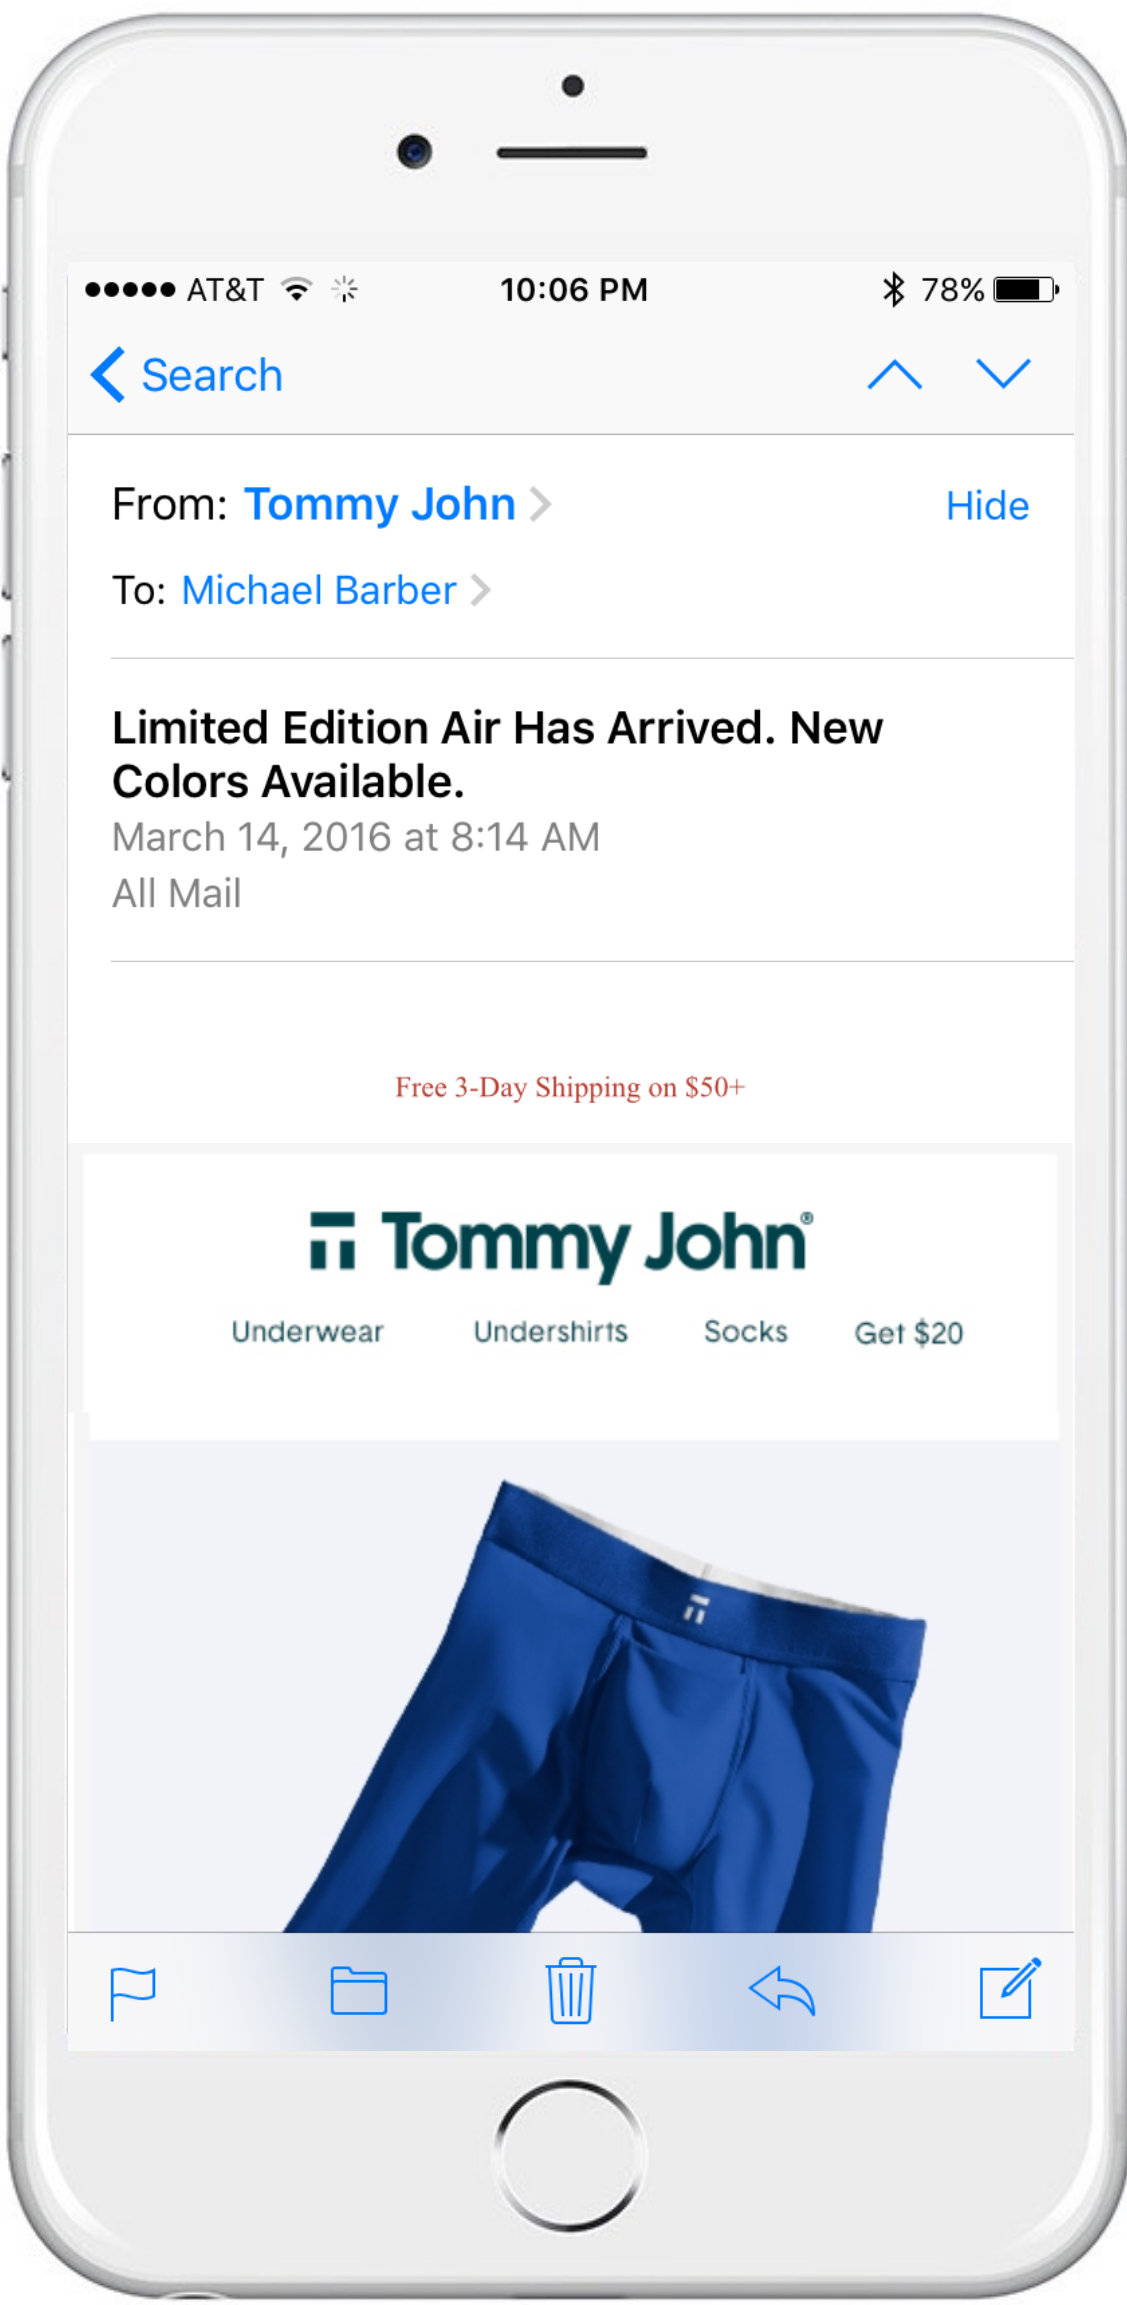 AT&T 10:06 PM 78%
Search
From: Tommy John Hide
To: Michael Barber
Limited Edition Air Has Arrived. New
Colors Available.
March 14, 2016 at 8:14 AM
All Mail
Free 3-Day Shipping on $50+
Tommy John®
Underwear Undershirts Socks Get $20